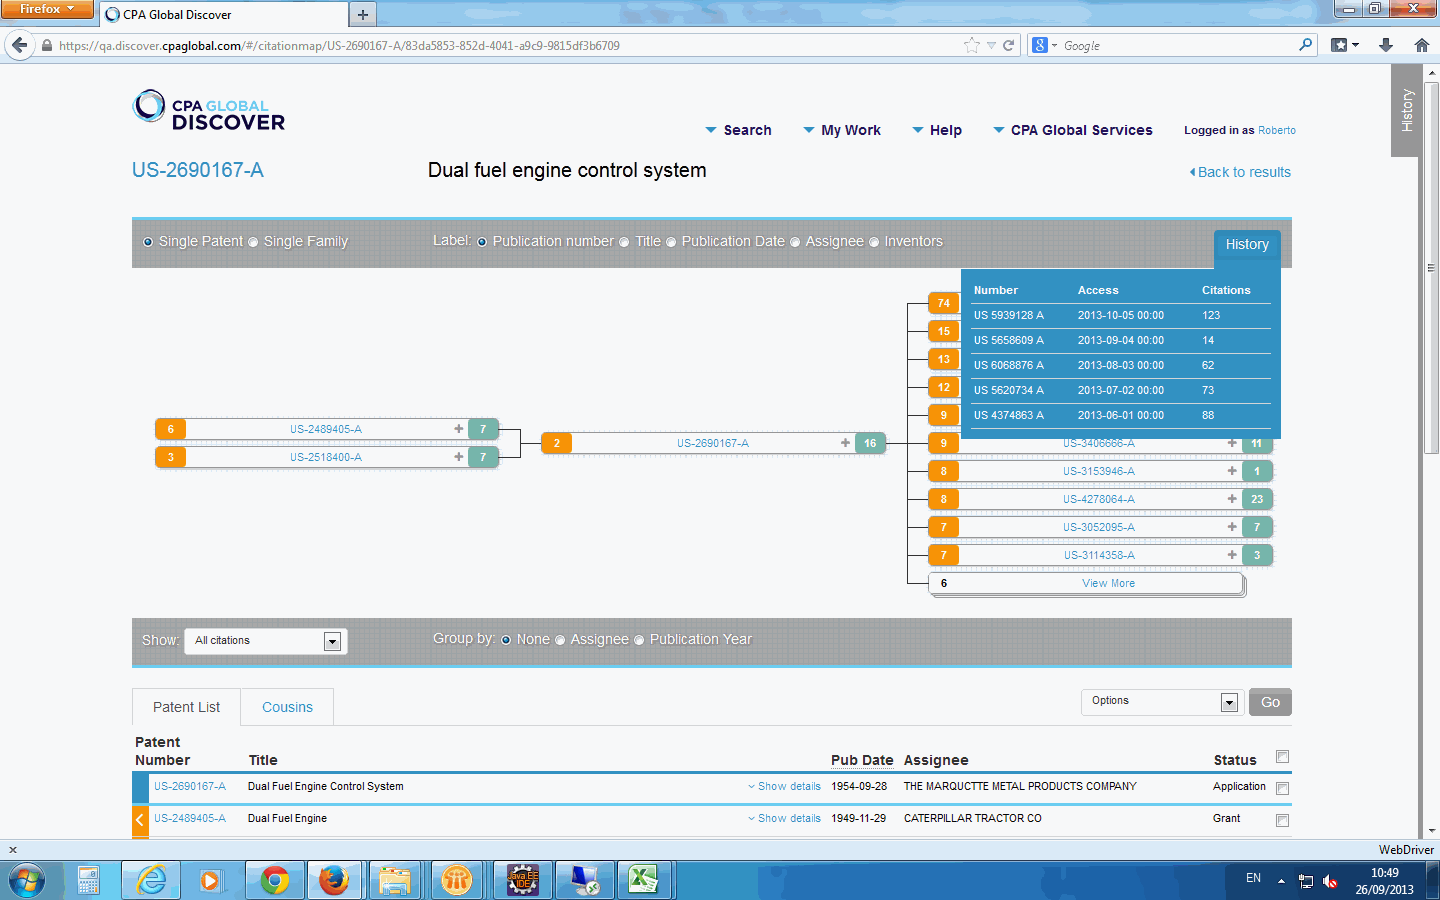 Firefox
CPA Global Discover
https://qa.discover.cpaglobal.com/#/citationmap/US-2690167-A/83da5853-852d-4041-a9c9-9815df3b6709
Google
History
CPA GLOBAL
DISCOVER
Search
My Work
Help
CPA Global Services
Logged in as Roberto
US-2690167-A
Dual fuel engine control system
Back to results
Single Patent Single Family
Label: Publication number Title Publication Date Assignee Inventors
History
Number Access Citations
US 5939128 A 2013-10-05 00:00 123
US 5658609 A 2013-09-04 00:00 14
US 6068876 A 2013-08-03 00:00 62
US 5620734 A 2013-07-02 00:00 73
US 4374863 A 2013-06-01 00:00 88
74
15
13
12
9
6 US-2489405-A + 7
3 US-2518400-A + 7
2 US-2690167-A + 16
9 US-3406666-A + 11
8 US-3153946-A + 1
8 US-4278064-A + 23
7 US-3052095-A + 7
7 US-3114358-A + 3
6 View More
Show: All citations
Group by: None Assignee Publication Year
Patent List
Cousins
Options
Go
Patent
Number Title Pub Date Assignee Status
US-2690167-A Dual Fuel Engine Control System Show details 1954-09-28 THE MARQUCTTE METAL PRODUCTS COMPANY Application
US-2489405-A Dual Fuel Engine Show details 1949-11-29 CATERPILLAR TRACTOR CO Grant
x
WebDriver
Java EE
IDE
EN
10:49
26/09/2013